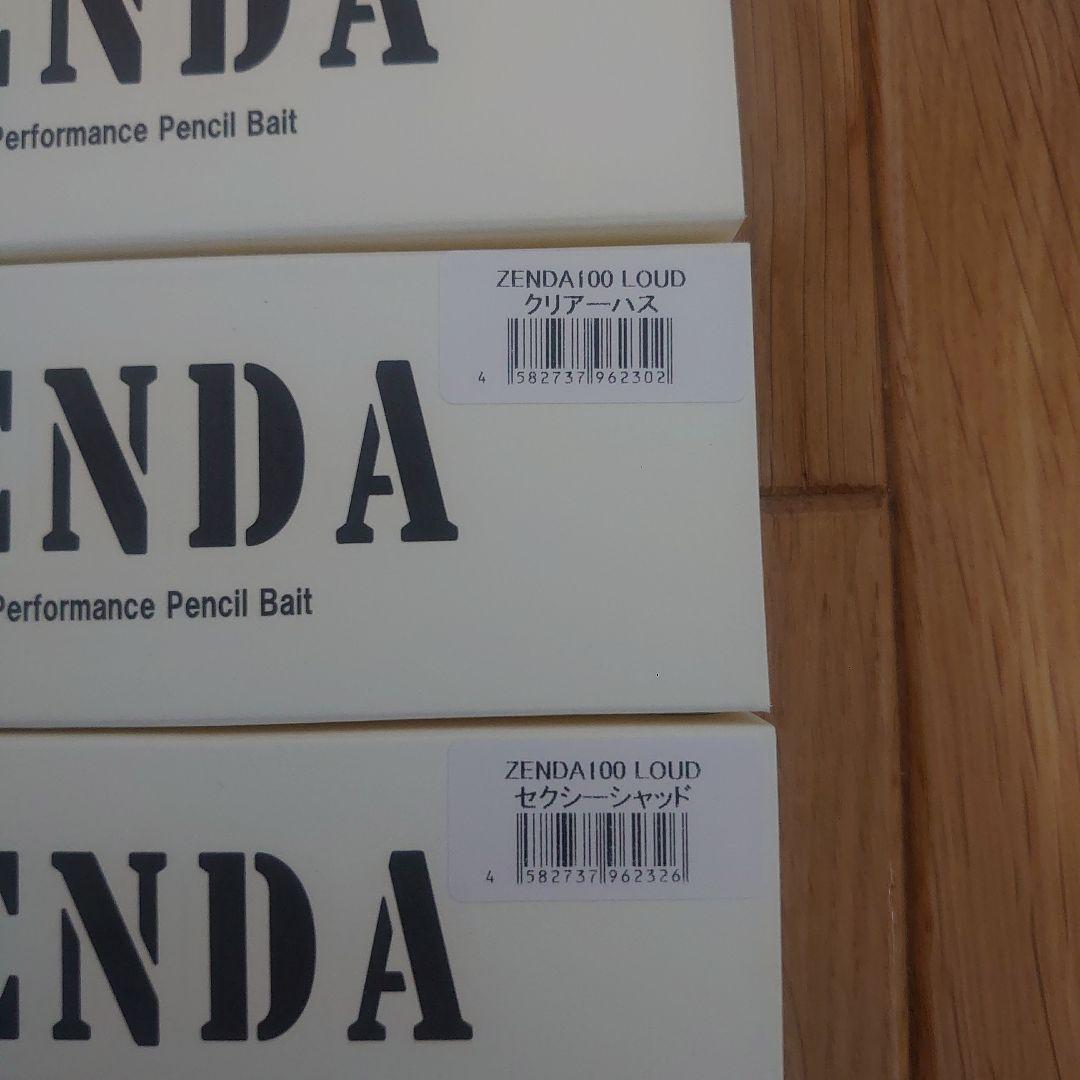 ENDA
Performance Pencil Bait
ZENDA100 LOUD
クリアーハス
4 582737 962302
ENDA
Performance Pencil Bait
ZENDA100 LOUD
セクシーシャッド
4 582737 962326
ENDA